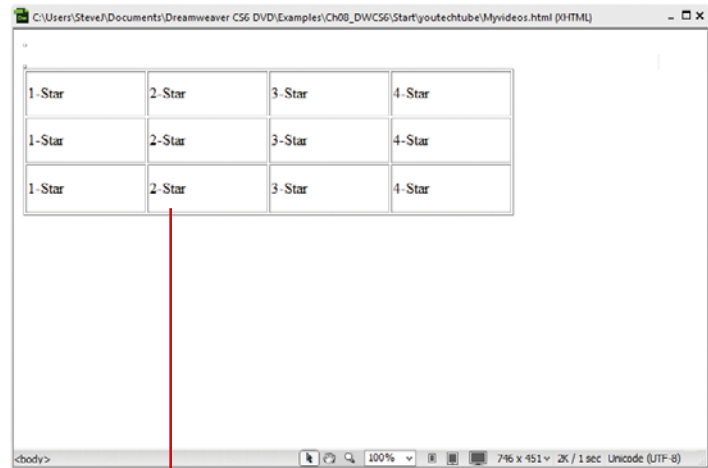 C:\Users\SteveJ\Documents\Dreamweaver CS6 DVD\Examples\Ch08_DWCS6\Start\youtechtube\Myvideos.html (XHTML)
1-Star 2-Star 3-Star 4-Star
1-Star 2-Star 3-Star 4-Star
1-Star 2-Star 3-Star 4-Star
<body> 100% 746 x 451 2K / 1 sec Unicode (UTF-8)